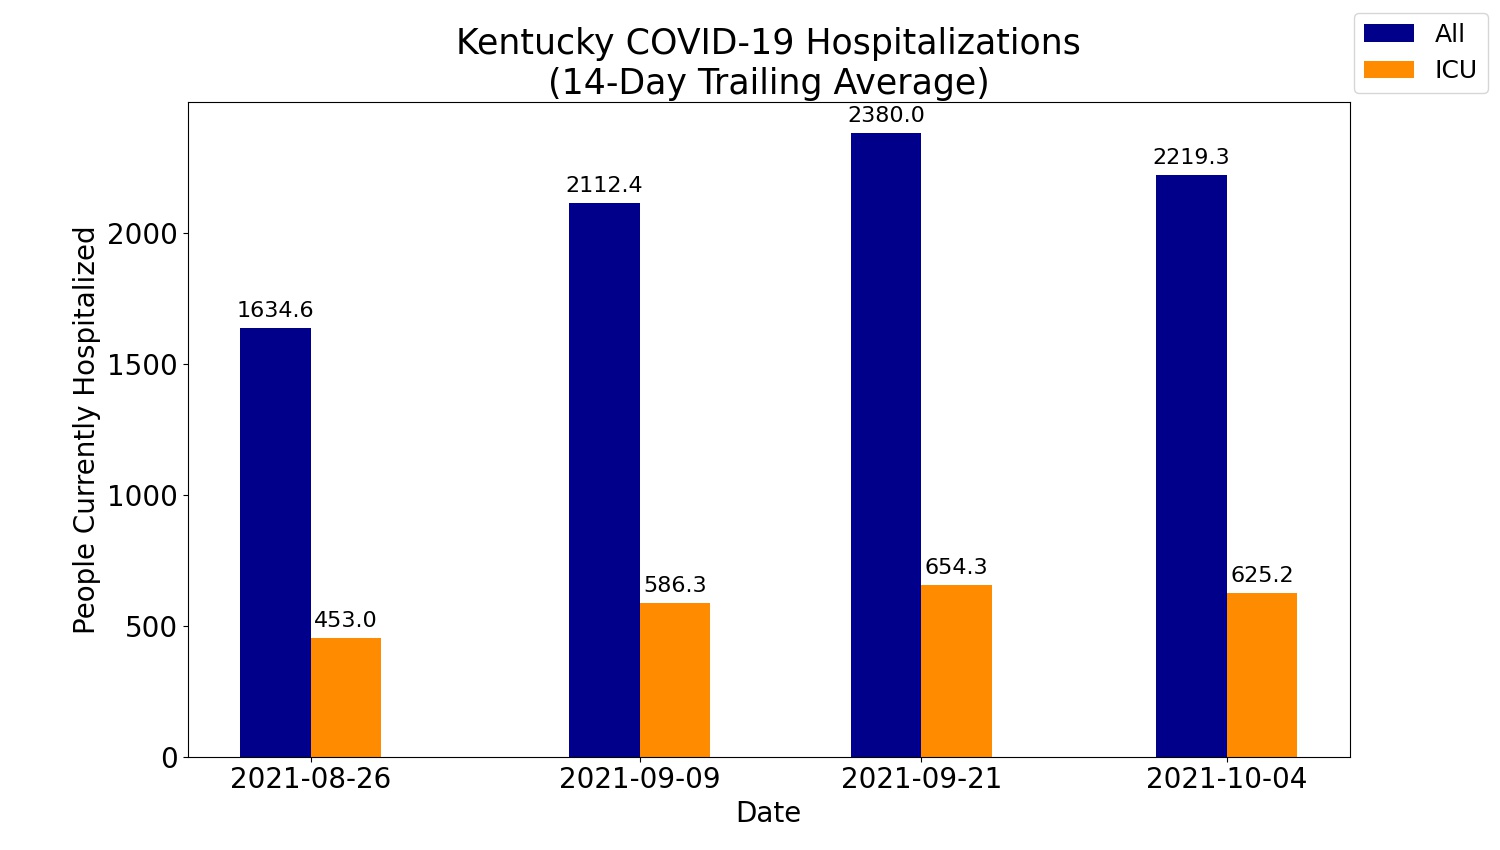 Kentucky COVID-19 Hospitalizations
(14-Day Trailing Average)
All
ICU
People Currently Hospitalized
2000
1500
1000
500
0
1634.6
453.0
2112.4
586.3
2380.0
654.3
2219.3
625.2
2021-08-26
2021-09-09
2021-09-21
2021-10-04
Date